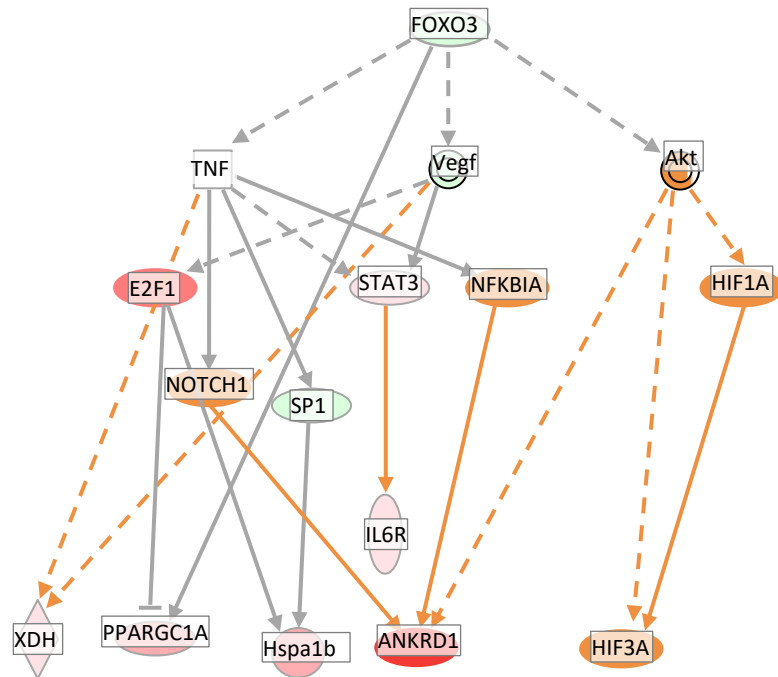 FOXO3
TNF
Vegf
Akt
E2F1
STAT3
NFKBIA
HIF1A
NOTCH1
SP1
IL6R
XDH
PPARGC1A
Hspa1b
ANKRD1
HIF3A